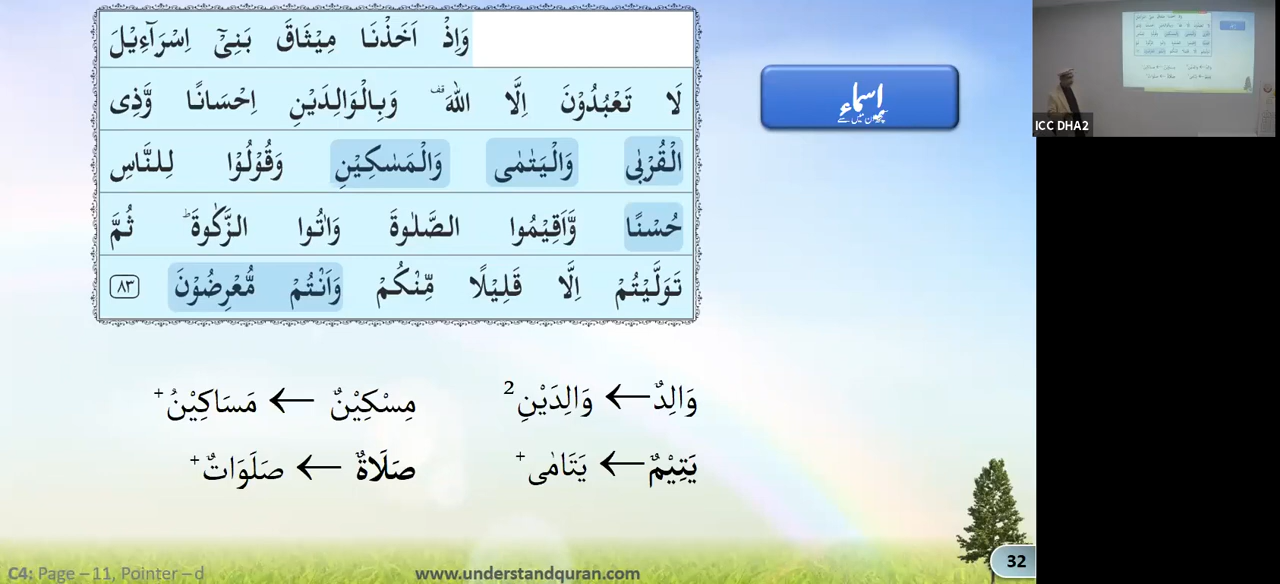 وَاِذْ اَخَذْنَا مِيْثَاقَ بَنِيْٓ اِسْرَآءِيْلَ
لَا تَعْبُدُوْنَ اِلَّا اللّٰهَ ۫ وَبِالْوَالِدَيْنِ اِحْسَانًا وَّذِى
الْقُرْبٰى وَالْيَتٰمٰى وَالْمَسٰكِيْنِ وَقُوْلُوْا لِلنَّاسِ
حُسْنًا وَّاَقِيْمُوا الصَّلٰوةَ وَاٰتُوا الزَّكٰوةَ ؕ ثُمَّ
تَوَلَّيْتُمْ اِلَّا قَلِيْلًا مِّنْكُمْ وَاَنْتُمْ مُّعْرِضُوْنَ ٨٣
اسماء
ICC DHA2
وَالِدٌ ← وَالِدَيْنِ 2
مِسْكِيْنٌ ← مَسَاكِيْنُ +
يَتِيْمٌ ← يَتَامٰى +
صَلَاةٌ ← صَلَوَاتٌ +
C4: Page – 11, Pointer – d
www.understandquran.com
32